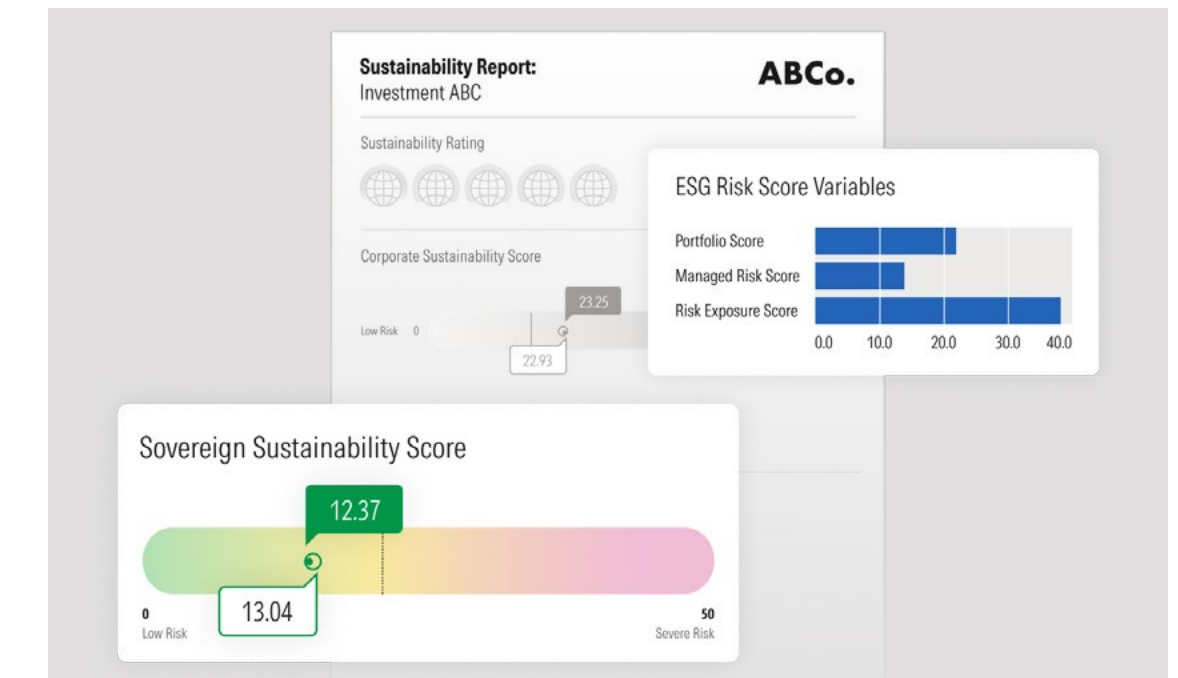 Sustainability Report:
Investment ABC
ABCo.
Sustainability Rating
Corporate Sustainability Score
23.25
Low Risk 0
22.93
ESG Risk Score Variables
Portfolio Score
Managed Risk Score
Risk Exposure Score
0.0 10.0 20.0 30.0 40.0
Sovereign Sustainability Score
12.37
13.04
0 50
Low Risk Severe Risk